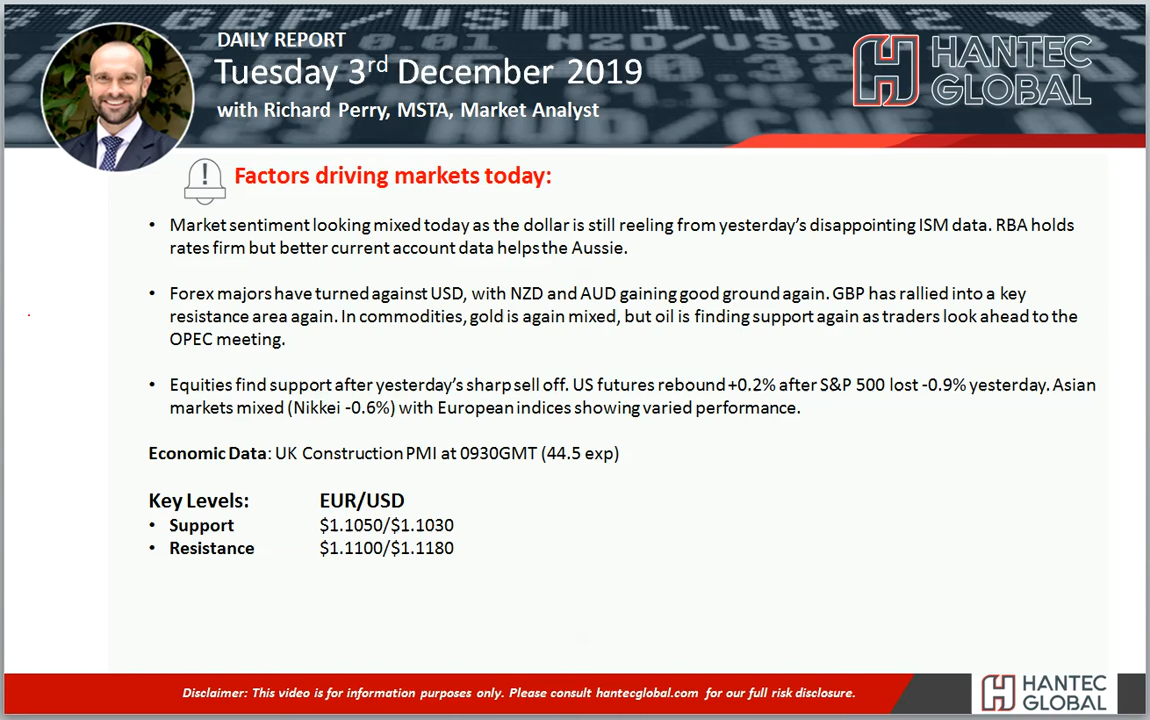 GBP/USD 1.4879
0.01 NZD/USD
DAILY REPORT
Tuesday 3rd December 2019
with Richard Perry, MSTA, Market Analyst
HANTEC
GLOBAL
Factors driving markets today:
• Market sentiment looking mixed today as the dollar is still reeling from yesterday’s disappointing ISM data. RBA holds
rates firm but better current account data helps the Aussie.
• Forex majors have turned against USD, with NZD and AUD gaining good ground again. GBP has rallied into a key
resistance area again. In commodities, gold is again mixed, but oil is finding support again as traders look ahead to the
OPEC meeting.
• Equities find support after yesterday’s sharp sell off. US futures rebound +0.2% after S&P 500 lost -0.9% yesterday. Asian
markets mixed (Nikkei -0.6%) with European indices showing varied performance.
Economic Data: UK Construction PMI at 0930GMT (44.5 exp)
Key Levels: EUR/USD
• Support $1.1050/$1.1030
• Resistance $1.1100/$1.1180
Disclaimer: This video is for information purposes only. Please consult hantecglobal.com for our full risk disclosure.
HANTEC
GLOBAL